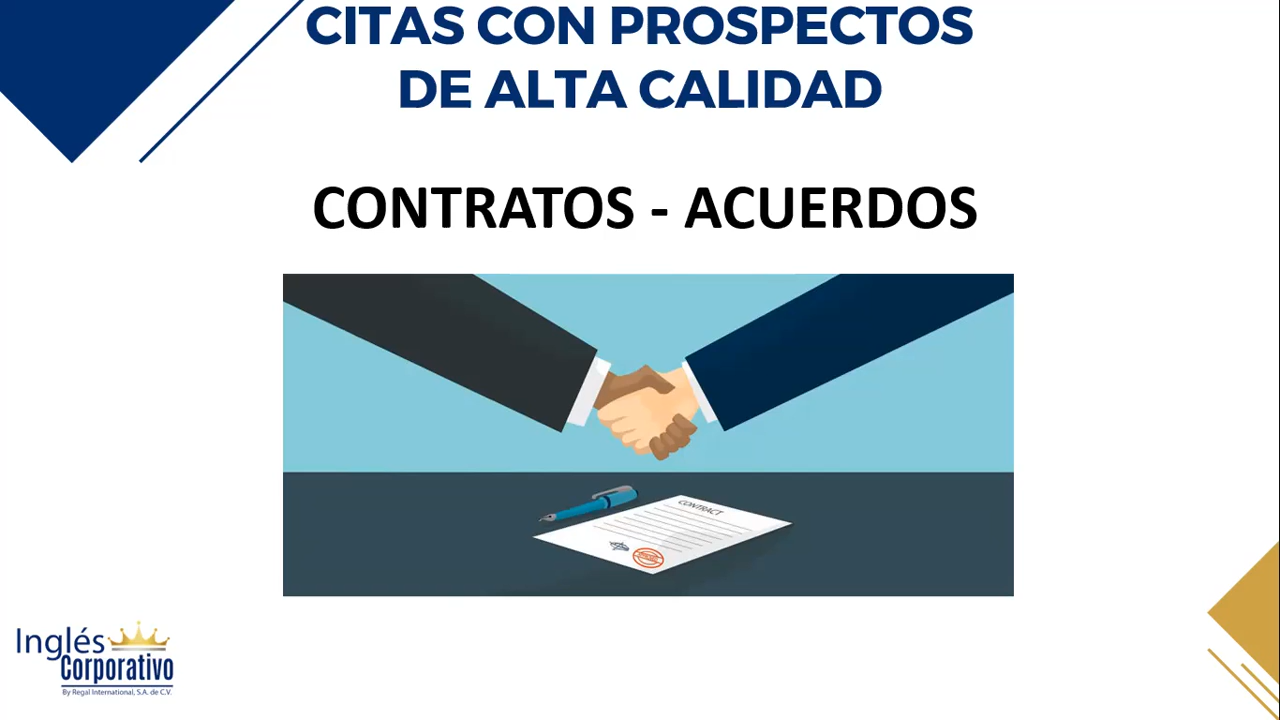 CITAS CON PROSPECTOS
DE ALTA CALIDAD
CONTRATOS - ACUERDOS
CONTRACT
Inglés
Corporativo
By Regal International, S.A. de C.V.